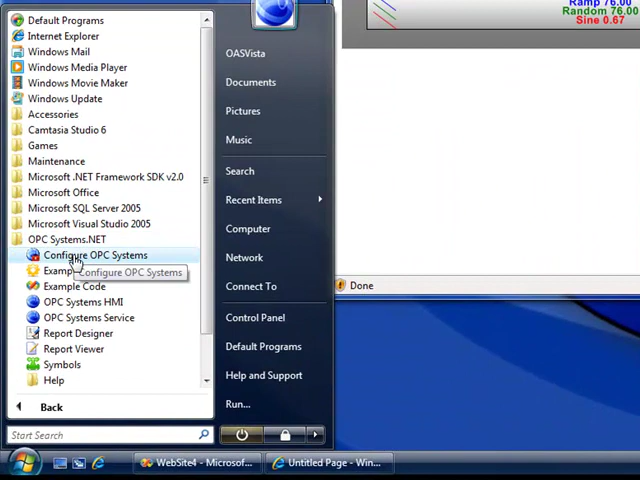 Default Programs
Internet Explorer
Windows Mail
Windows Media Player
Windows Movie Maker
Windows Update
Accessories
Camtasia Studio 6
Games
Maintenance
Microsoft .NET Framework SDK v2.0
Microsoft Office
Microsoft SQL Server 2005
Microsoft Visual Studio 2005
OPC Systems.NET
Configure OPC Systems
Configure OPC Systems
Example Code
OPC Systems HMI
OPC Systems Service
Report Designer
Report Viewer
Symbols
Help
Back
Start Search
OASVista
Documents
Pictures
Music
Search
Recent Items
Computer
Network
Connect To
Control Panel
Default Programs
Help and Support
Run...
Ramp 76.00
Random 76.00
Sine 0.67
Done
WebSite4 - Microsof...
Untitled Page - Win...